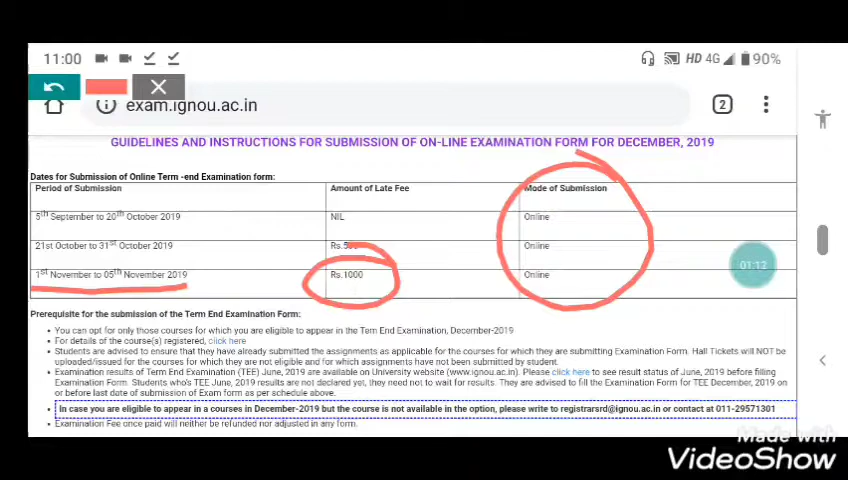 11:00 HD 4G 90%
exam.ignou.ac.in 2
GUIDELINES AND INSTRUCTIONS FOR SUBMISSION OF ON-LINE EXAMINATION FORM FOR DECEMBER, 2019
Dates for Submission of Online Term -end Examination form:
Period of Submission Amount of Late Fee Mode of Submission
5th September to 20th October 2019 NIL Online
21st October to 31st October 2019 Rs.500 Online
1st November to 05th November 2019 Rs.1000 Online
01:12
Prerequisite for the submission of the Term End Examination Form:
You can opt for only those courses for which you are eligible to appear in the Tem End Examination, December-2019
For details of the course(s) registered, click here
Students are advised to ensure that they have already submitted the assignments as applicable for the courses for which they are submitting Examination Form. Hall Tickets will NOT be
uploaded/issued for the courses for which they are not eligible and for which assignments have not been submitted by student.
Examination results of Term End Examination (TEE) June, 2019 are available on University website (www.ignou.ac.in). Please click here to see result status of June, 2019 before filling
Examination Form. Students who's TEE June, 2019 results are not declared yet, they need not to wait for results. They are advised to fill the Examination Form for TEE December, 2019 on
or before last date of submission of Exam form as per schedule above.
In case you are eligible to appear in a courses in December-2019 but the course is not available in the option, please write to registrarsrd@ignou.ac.in or contact at 011-29571301
Examination Fee once paid will neither be refunded nor adjusted in any form.
Made with
VideoShow